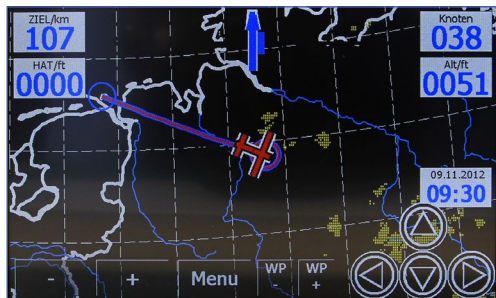 ZIEL/km
107
HAT/ft
0000
Knoten
038
Alt/ft
0051
09.11.2012
09:30
-
+
Menu
WP
-
WP
+